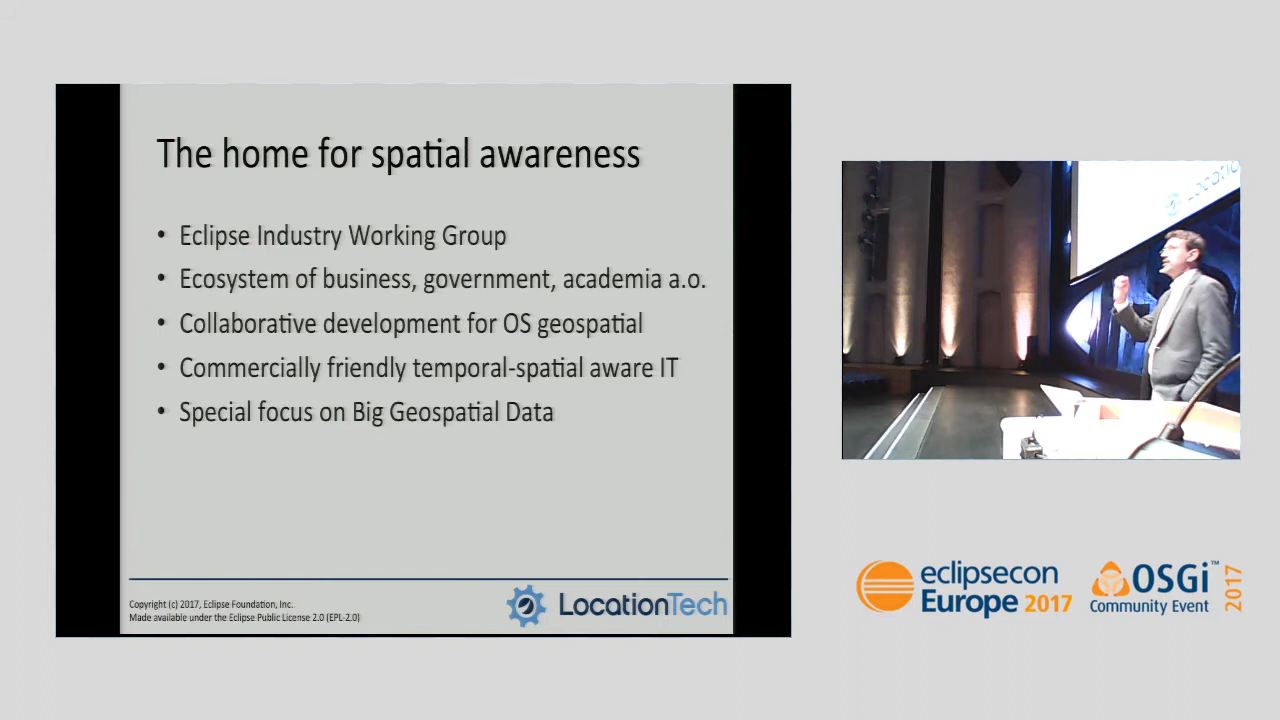 The home for spatial awareness
• Eclipse Industry Working Group
• Ecosystem of business, government, academia a.o.
• Collaborative development for OS geospatial
• Commercially friendly temporal-spatial aware IT
• Special focus on Big Geospatial Data
Copyright (c) 2017, Eclipse Foundation, Inc.
Made available under the Eclipse Public License 2.0 (EPL-2.0)
LocationTech
Locatio
eclipsecon
Europe 2017
OSGi™
Community Event
2017